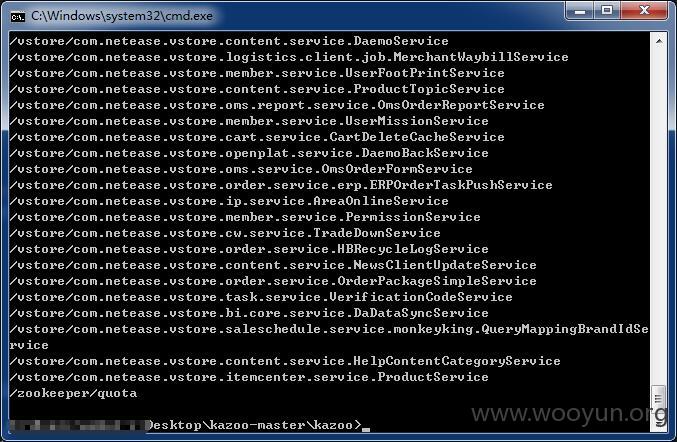 C:\Windows\system32\cmd.exe
/vstore/com.netease.vstore.content.service.DaemoService
/vstore/com.netease.vstore.logistics.client.job.MerchantWaybillService
/vstore/com.netease.vstore.member.service.UserFootPrintService
/vstore/com.netease.vstore.content.service.ProductTopicService
/vstore/com.netease.vstore.oms.report.service.OmsOrderReportService
/vstore/com.netease.vstore.member.service.UserMissionService
/vstore/com.netease.vstore.cart.service.CartDeleteCacheService
/vstore/com.netease.vstore.openplat.service.DaemoBackService
/vstore/com.netease.vstore.oms.service.OmsOrderFormService
/vstore/com.netease.vstore.order.service.erp.ERPOrderTaskPushService
/vstore/com.netease.vstore.ip.service.AreaOnlineService
/vstore/com.netease.vstore.member.service.PermissionService
/vstore/com.netease.vstore.cw.service.TradeDownService
/vstore/com.netease.vstore.order.service.HBRecycleLogService
/vstore/com.netease.vstore.content.service.NewsClientUpdateService
/vstore/com.netease.vstore.order.service.OrderPackageSimpleService
/vstore/com.netease.vstore.task.service.VerificationCodeService
/vstore/com.netease.vstore.bi.core.service.DaDataSyncService
/vstore/com.netease.vstore.saleschedule.service.monkeyking.QueryMappingBrandIdSe
rvice
/vstore/com.netease.vstore.content.service.HelpContentCategoryService
/vstore/com.netease.vstore.itemcenter.service.ProductService
/zookeeper/quota
Desktop\kazoo-master\kazoo>_
www.wooyun.org